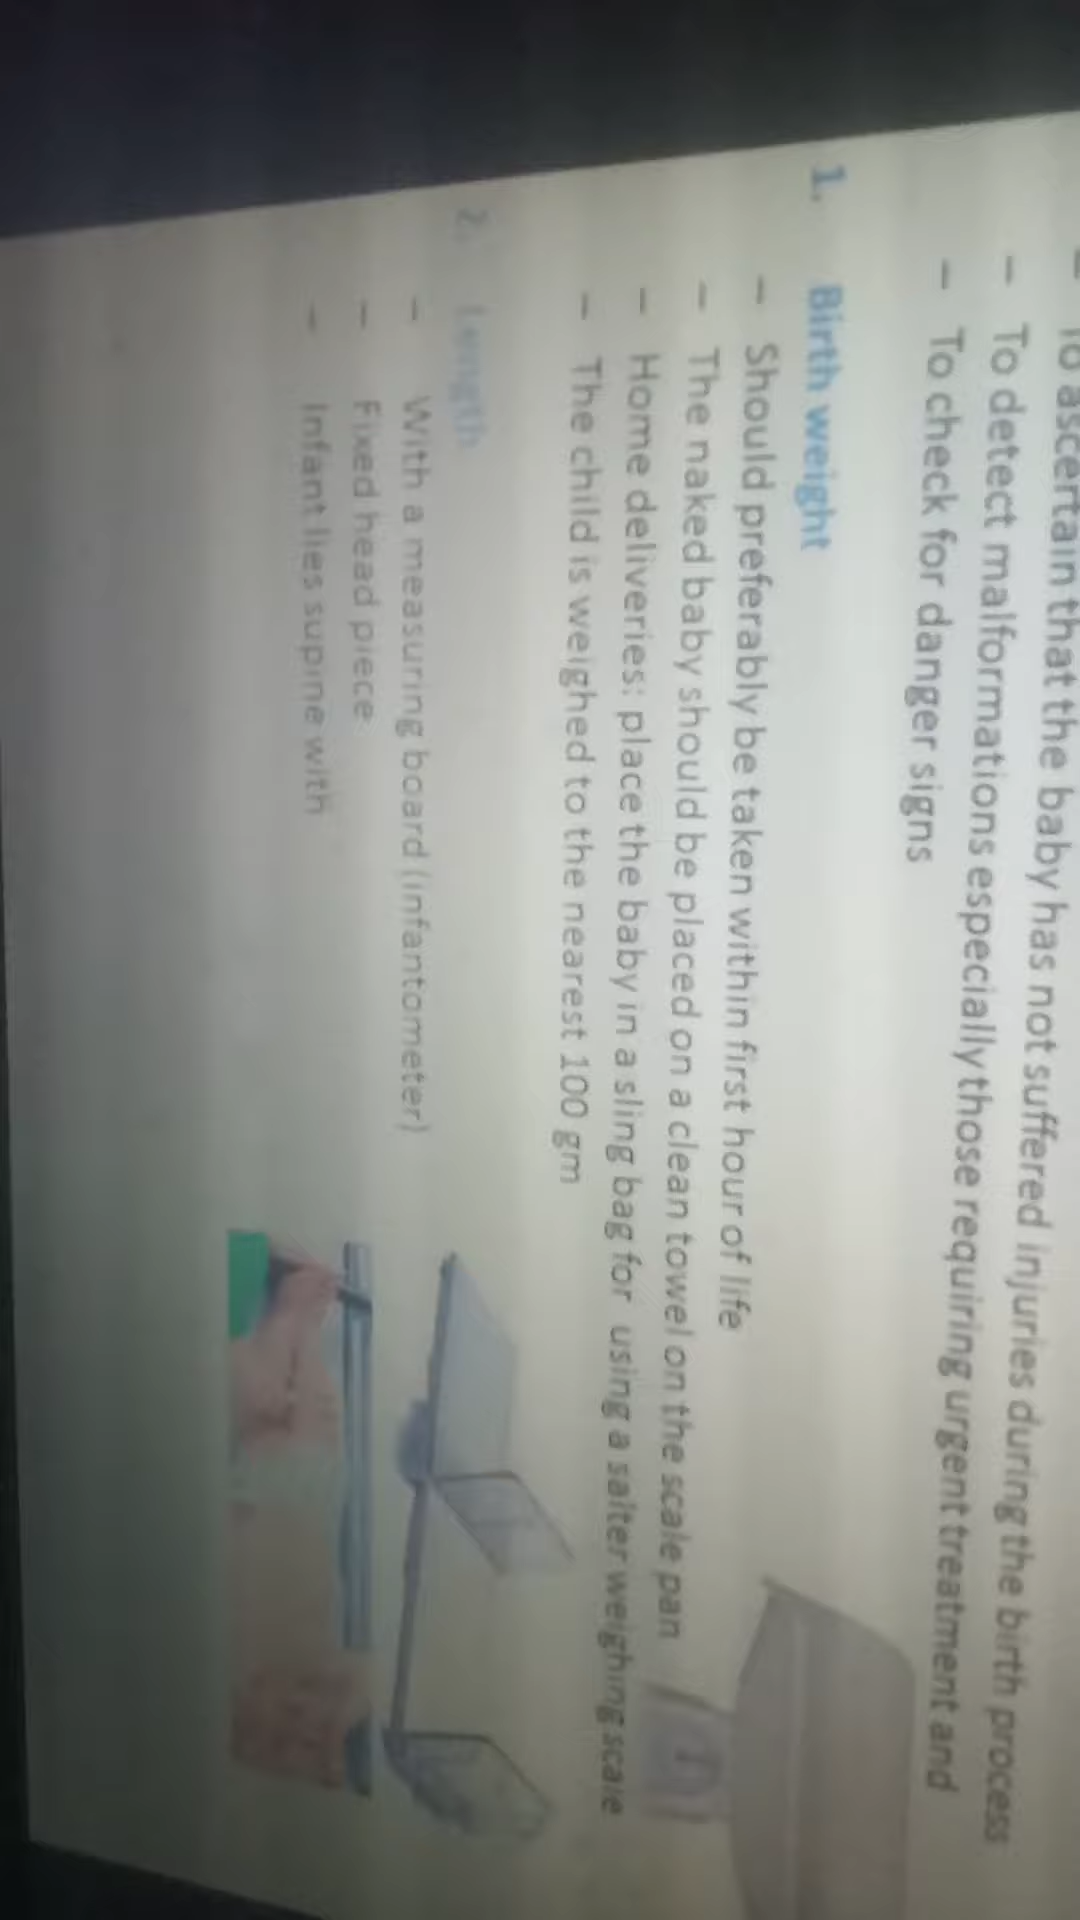 To ascertain that the baby has not suffered injuries during the birth process
– To detect malformations especially those requiring urgent treatment and
– To check for danger signs
1. Birth weight
– Should preferably be taken within first hour of life
– The naked baby should be placed on a clean towel on the scale pan
– Home deliveries: place the baby in a sling bag for using a salter weighing scale
– The child is weighed to the nearest 100 gm
2. Length
– With a measuring board (infantometer)
– Fixed head piece
– Infant lies supine with